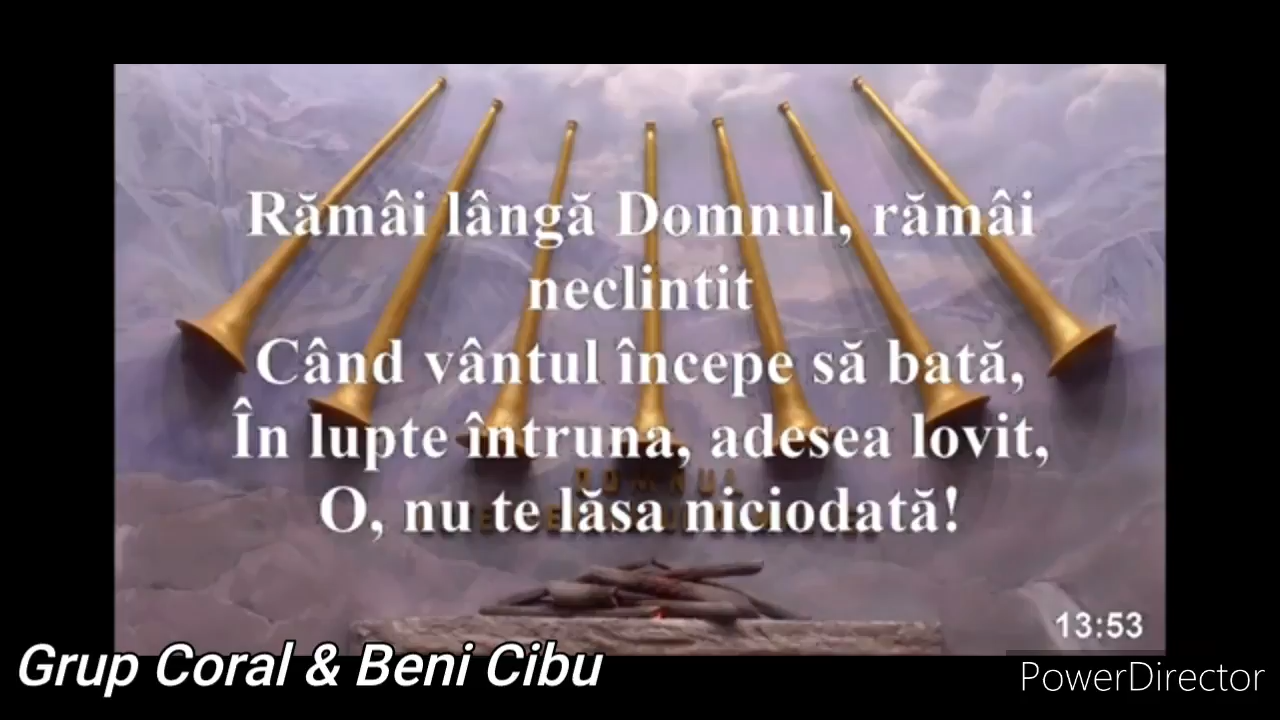 Rămâi lângă Domnul, rămâi
neclintit
Când vântul începe să bată,
În lupte întruna, adesea lovit,
O, nu te lăsa niciodată!
DOMNUL
13:53
Grup Coral & Beni Cibu
PowerDirector